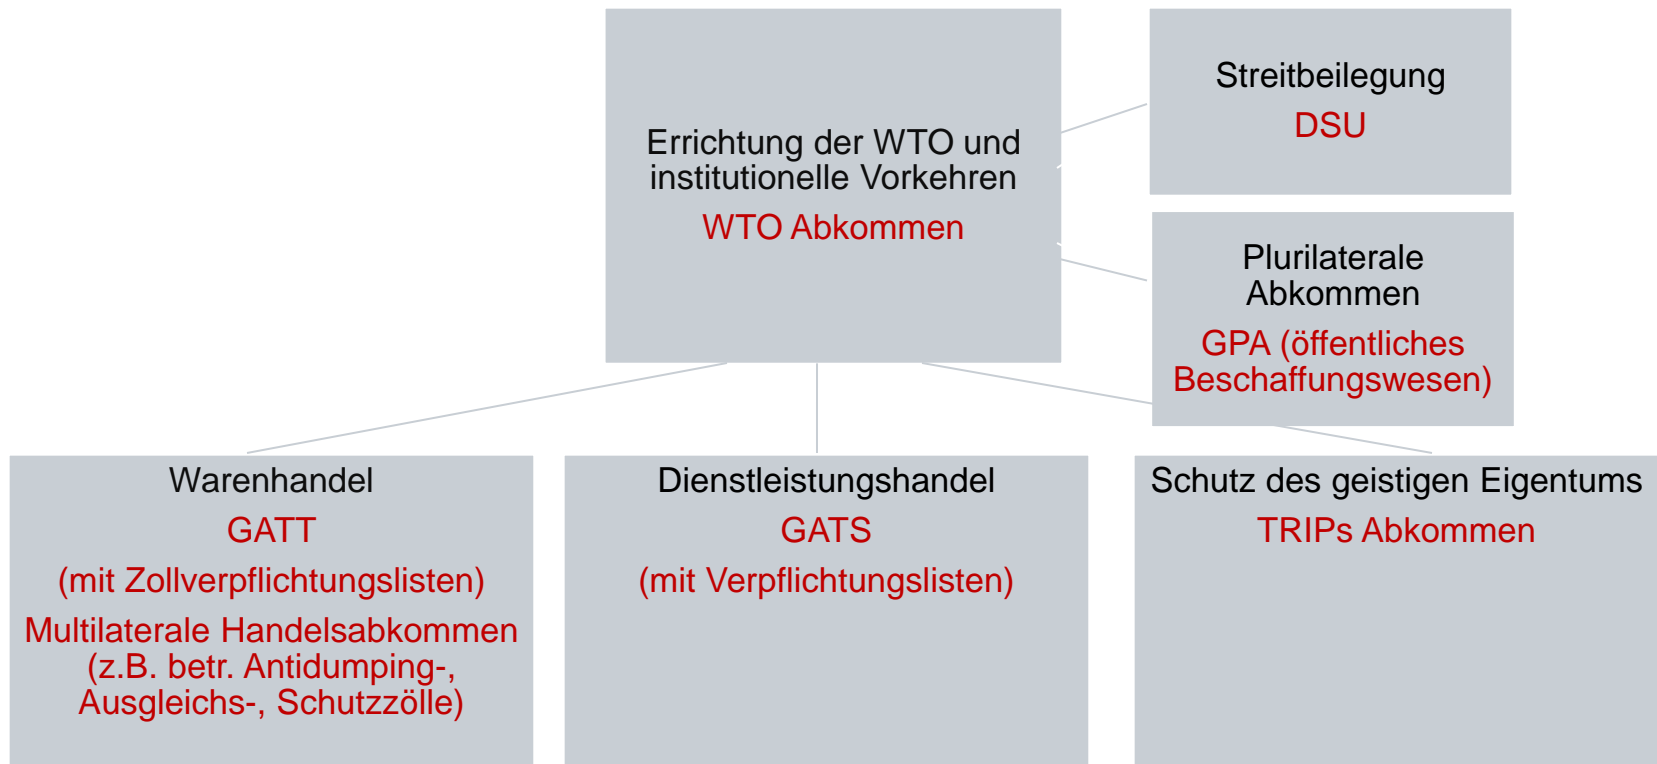 Errichtung der WTO und
institutionelle Vorkehren
WTO Abkommen
Streitbeilegung
DSU
Plurilaterale
Abkommen
GPA (öffentliches
Beschaffungswesen)
Warenhandel
GATT
(mit Zollverpflichtungslisten)
Multilaterale Handelsabkommen
(z.B. betr. Antidumping-,
Ausgleichs-, Schutzzölle)
Dienstleistungshandel
GATS
(mit Verpflichtungslisten)
Schutz des geistigen Eigentums
TRIPs Abkommen